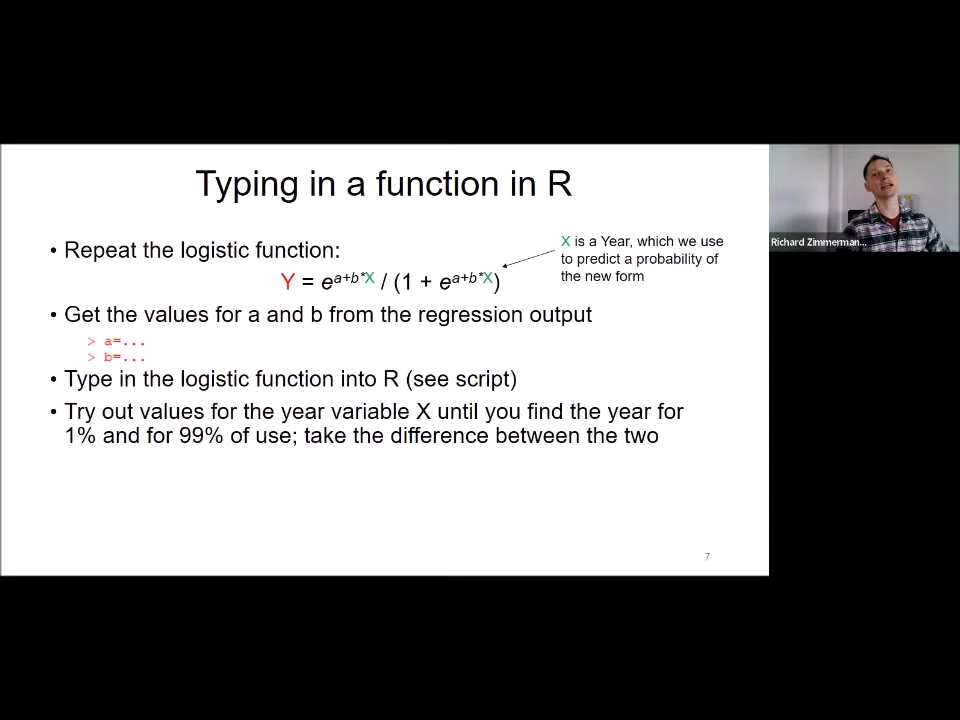 Typing in a function in R
• Repeat the logistic function:
X is a Year, which we use
to predict a probability of
the new form
Y = e^{a+b*X} / (1 + e^{a+b*X})
• Get the values for a and b from the regression output
> a=...
> b=...
• Type in the logistic function into R (see script)
• Try out values for the year variable X until you find the year for
1% and for 99% of use; take the difference between the two
7
Richard Zimmerman...